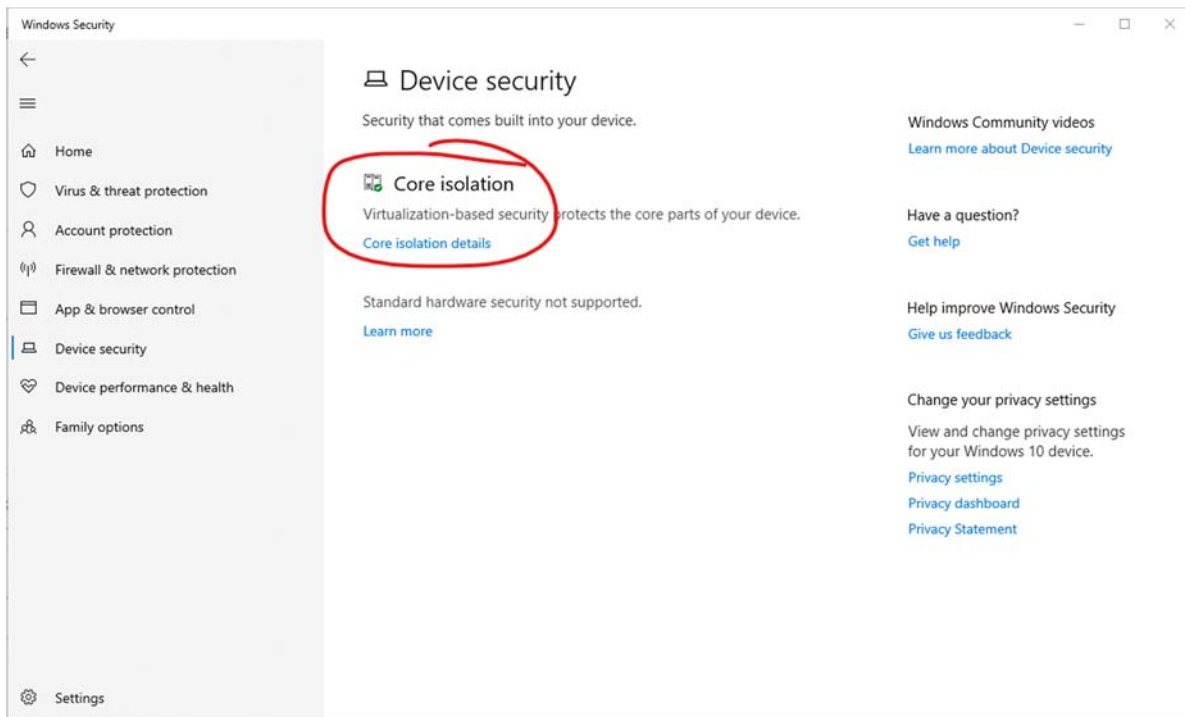 Windows Security
Home
Virus & threat protection
Account protection
Firewall & network protection
App & browser control
Device security
Device performance & health
Family options
Settings
Device security
Security that comes built into your device.
Core isolation
Virtualization-based security protects the core parts of your device.
Core isolation details
Standard hardware security not supported.
Learn more
Windows Community videos
Learn more about Device security
Have a question?
Get help
Help improve Windows Security
Give us feedback
Change your privacy settings
View and change privacy settings
for your Windows 10 device.
Privacy settings
Privacy dashboard
Privacy Statement